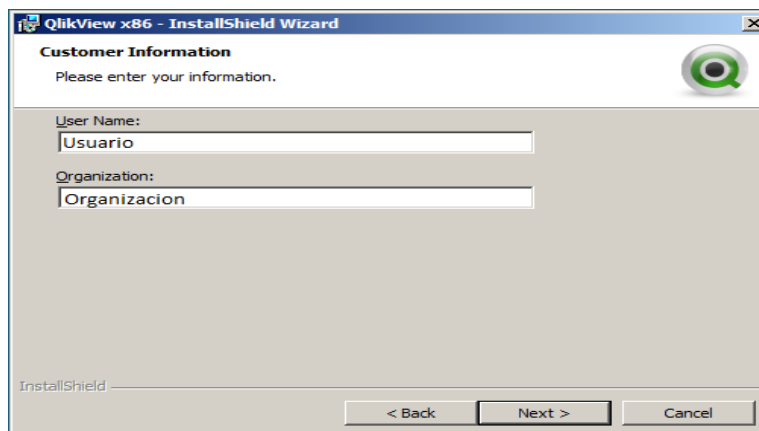 QlikView x86 - InstallShield Wizard
Customer Information
Please enter your information.
User Name:
Usuario
Organization:
Organizacion
InstallShield
< Back Next > Cancel